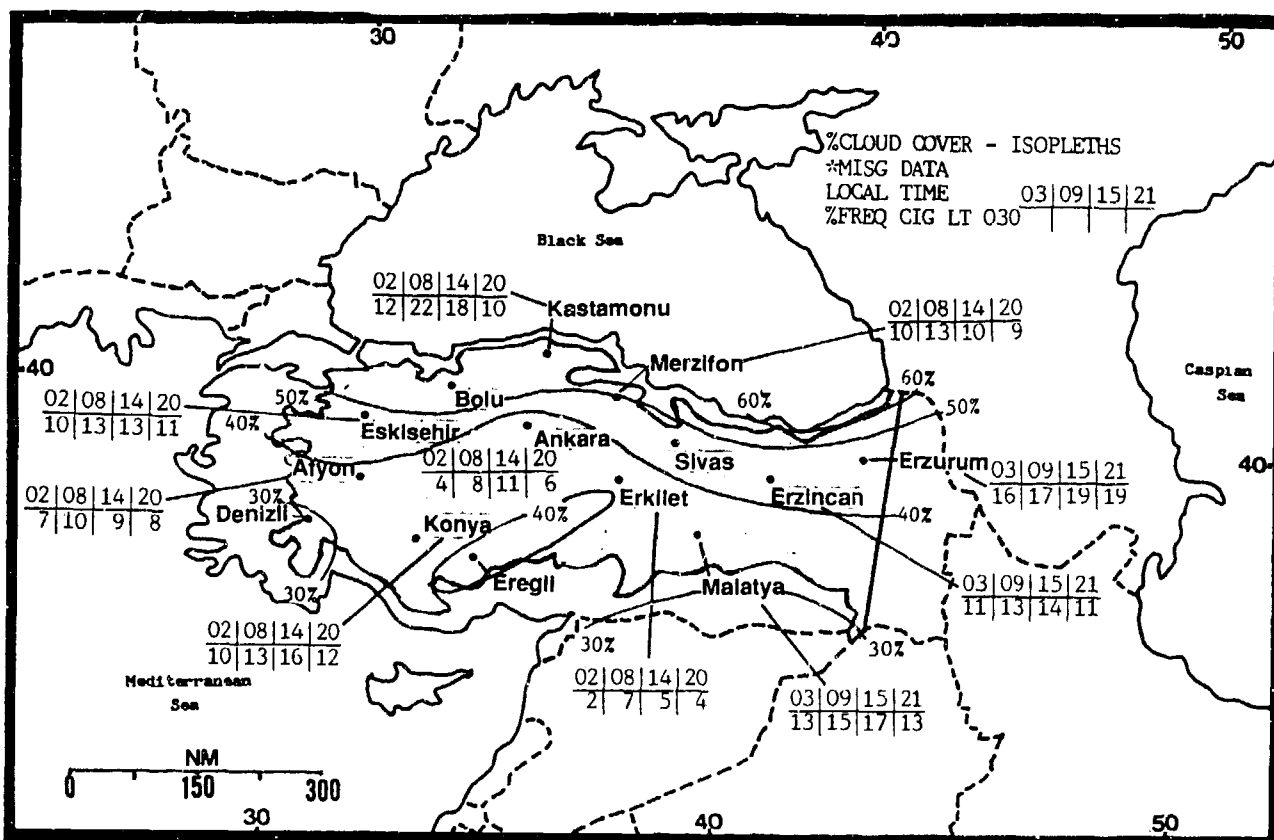 30 40 50
%CLOUD COVER - ISOPLETHS
*MISG DATA
LOCAL TIME 03|09|15|21
%FREQ CIG LT 030
Black Sea
02|08|14|20
12|22|18|10
Kastamonu
02|08|14|20
10|13|10|9
Merzifon
40
Caspian
Sea
60%
60%
50%
50%
Bolu
02|08|14|20
10|13|13|11
40%
Eskisehir
Ankara
Sivas
Erzurum
40
Afyon
02|08|14|20
4|8|11|6
03|09|15|21
16|17|19|19
02|08|14|20
7|10|9|8
30%
Denizli
Erkilet
Erzincan
40%
40%
Konya
Eregli
Malatya
03|09|15|21
11|13|14|11
30%
02|08|14|20
10|13|16|12
30%
30%
Mediterranean
Sea
02|08|14|20
2|7|5|4
03|09|15|21
13|15|17|13
NM
0 150 300
30 40 50